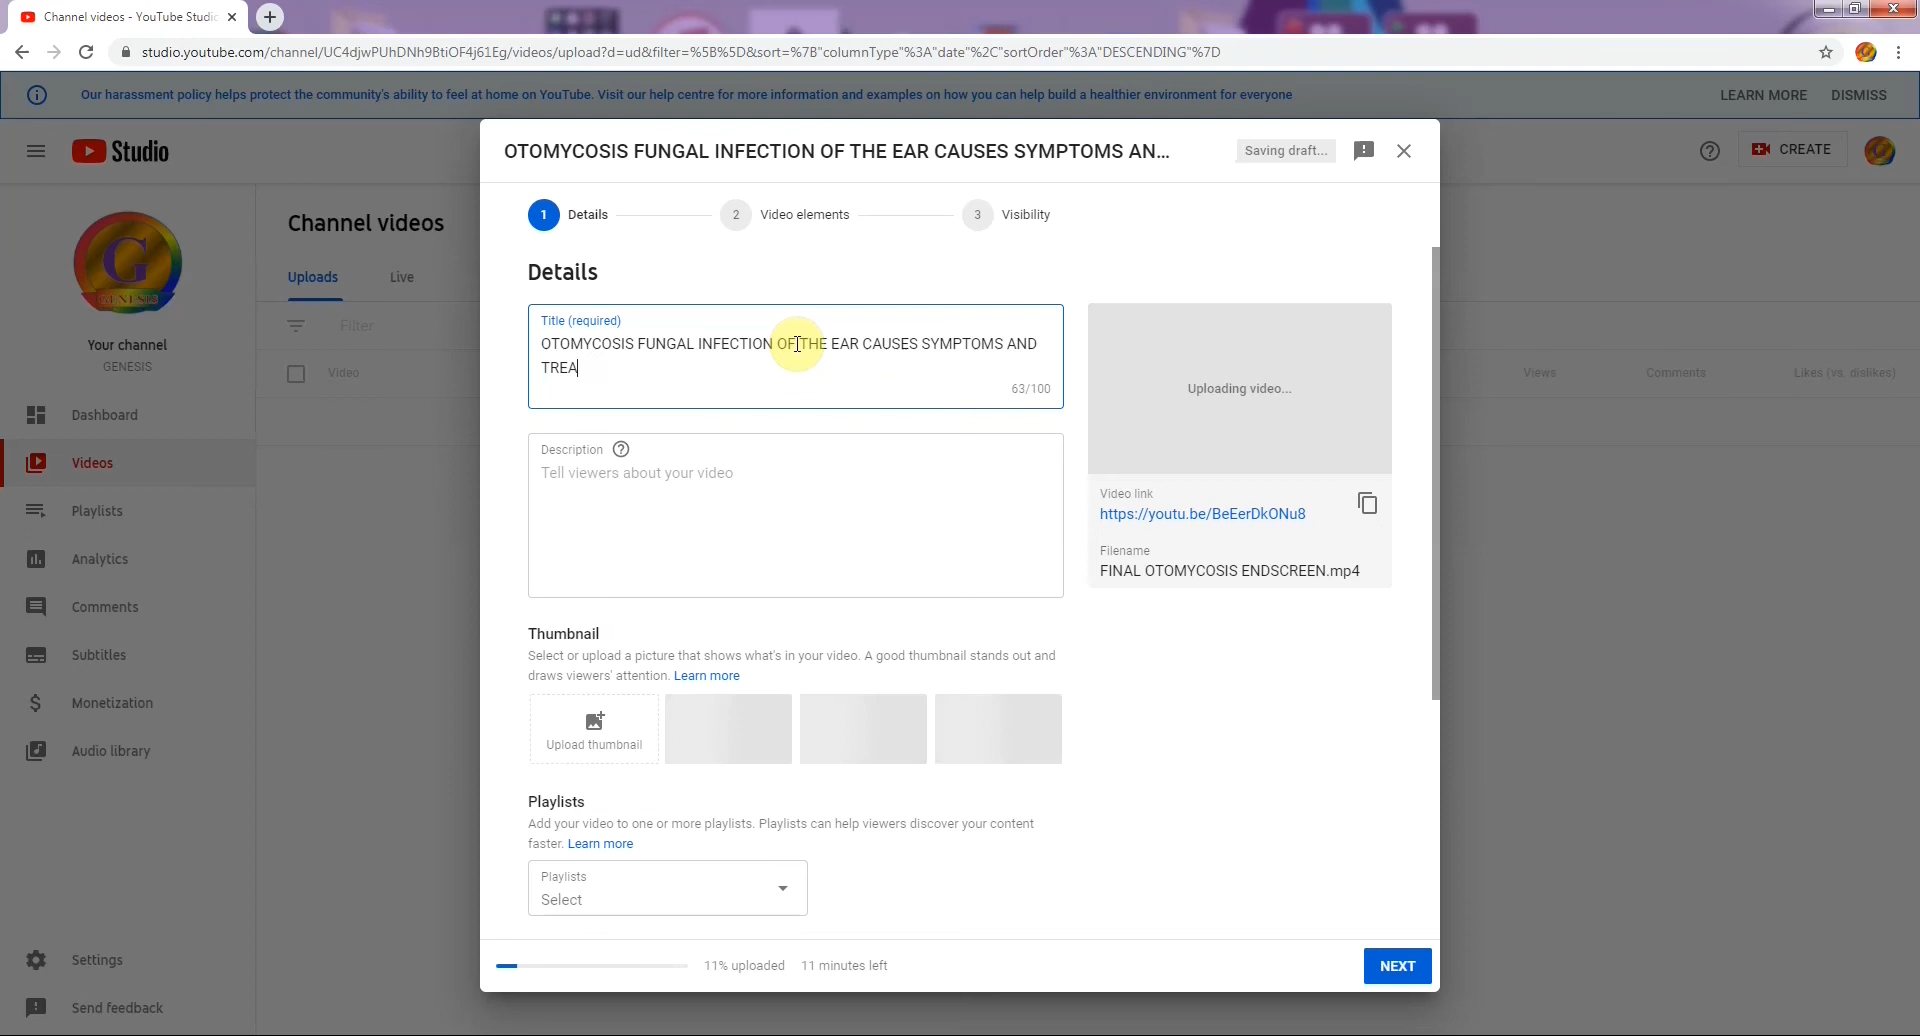 Channel videos - YouTube Studio
studio.youtube.com/channel/UC4djwPUhDNh9BtiOF4j61Eg/videos/upload?d=ud&filter=%5B%5D&sort=%7B"columnType"%3A"date"%2C"sortOrder"%3A"DESCENDING"%7D
Our harassment policy helps protect the community's ability to feel at home on YouTube. Visit our help centre for more information and examples on how you can help build a healthier environment for everyone
LEARN MORE
DISMISS
Studio
CREATE
G
GENESIS
Your channel
GENESIS
Dashboard
Videos
Playlists
Analytics
Comments
Subtitles
Monetization
Audio library
Settings
Send feedback
Channel videos
Uploads
Live
Filter
Video
Views
Comments
Likes (vs. dislikes)
OTOMYCOSIS FUNGAL INFECTION OF THE EAR CAUSES SYMPTOMS AN...
Saving draft...
1 Details
2 Video elements
3 Visibility
Details
Title (required)
OTOMYCOSIS FUNGAL INFECTION OF THE EAR CAUSES SYMPTOMS AND
TREA
63/100
Description
Tell viewers about your video
Uploading video...
Video link
https://youtu.be/BeEerDkONu8
Filename
FINAL OTOMYCOSIS ENDSCREEN.mp4
Thumbnail
Select or upload a picture that shows what's in your video. A good thumbnail stands out and
draws viewers' attention. Learn more
Upload thumbnail
Playlists
Add your video to one or more playlists. Playlists can help viewers discover your content
faster. Learn more
Playlists
Select
11% uploaded 11 minutes left
NEXT